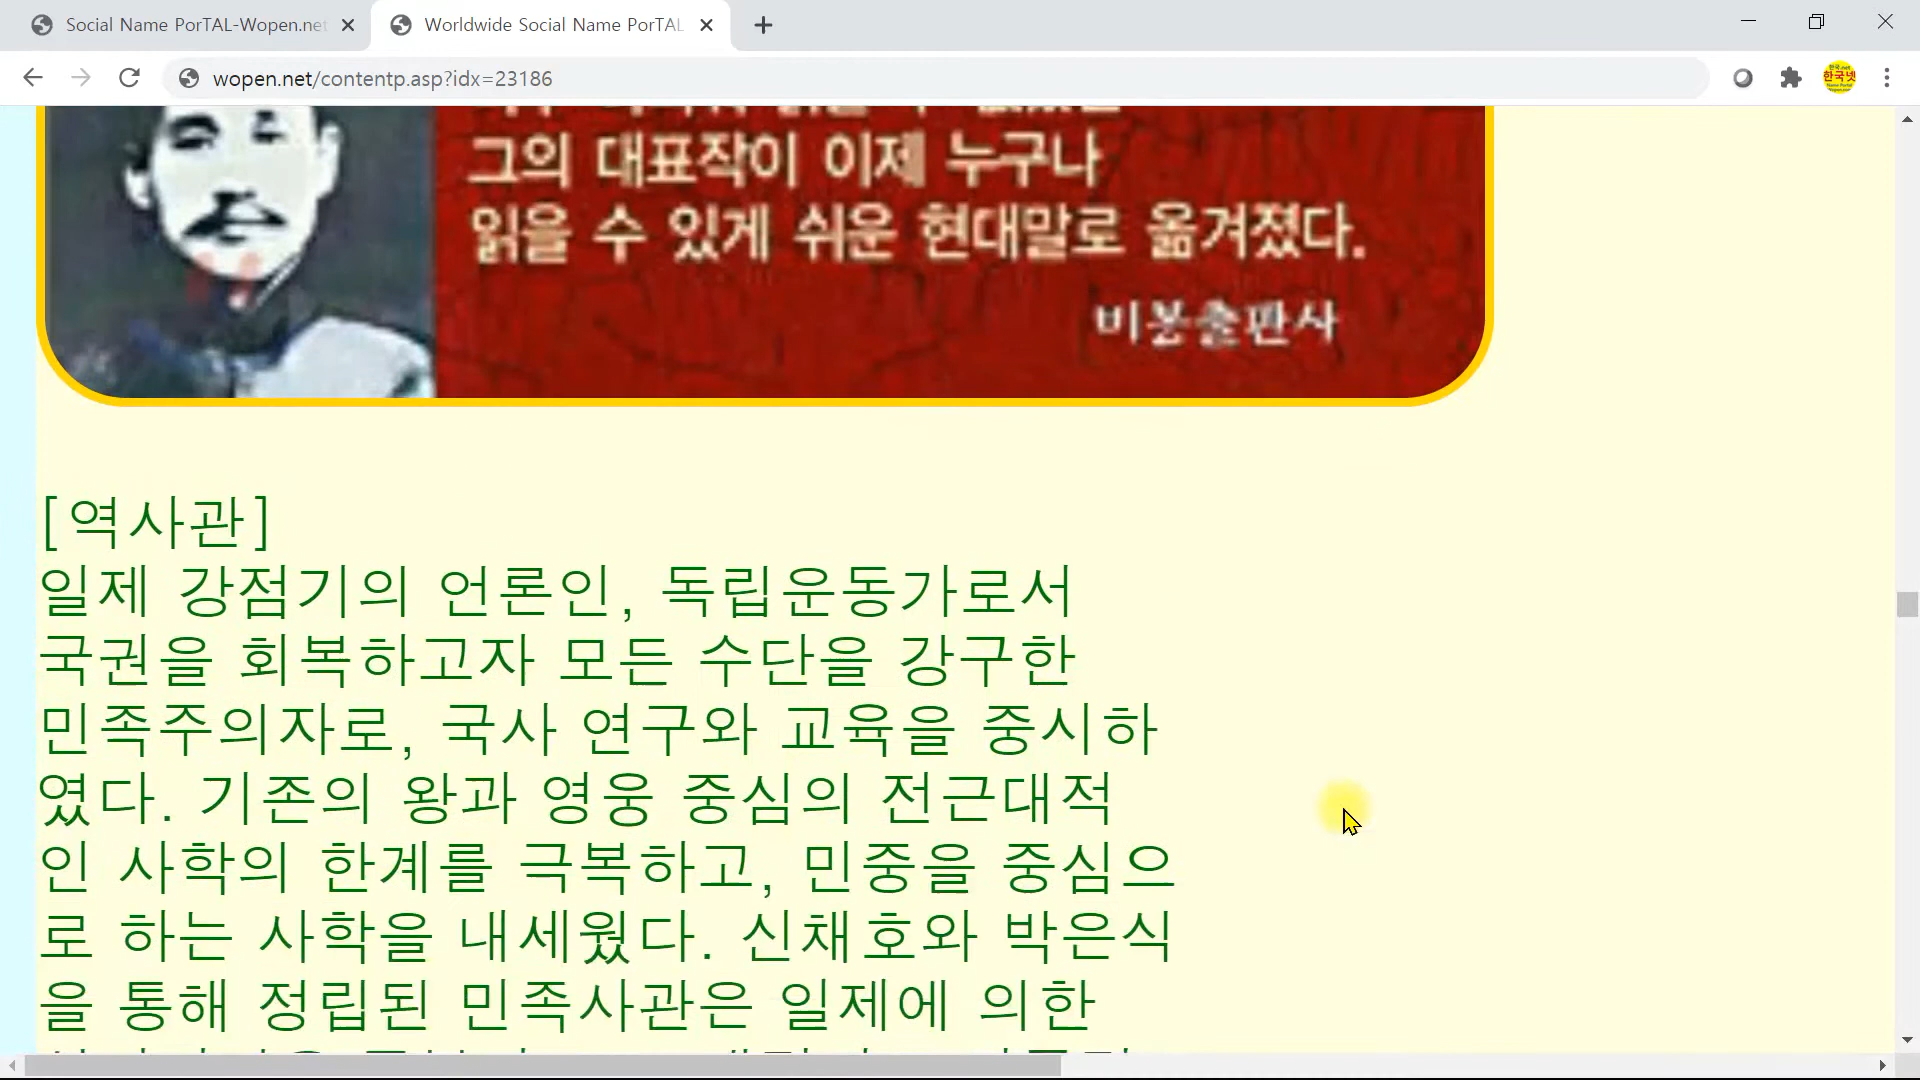 Social Name PorTAL-Wopen.net
Worldwide Social Name PorTAL
wopen.net/contentp.asp?idx=23186
한국넷
그의 대표작이 이제 누구나
읽을 수 있게 쉬운 현대말로 옮겨졌다.
비봉출판사
[역사관]
일제 강점기의 언론인, 독립운동가로서
국권을 회복하고자 모든 수단을 강구한
민족주의자로, 국사 연구와 교육을 중시하
였다. 기존의 왕과 영웅 중심의 전근대적
인 사학의 한계를 극복하고, 민중을 중심으
로 하는 사학을 내세웠다. 신채호와 박은식
을 통해 정립된 민족사관은 일제에 의한